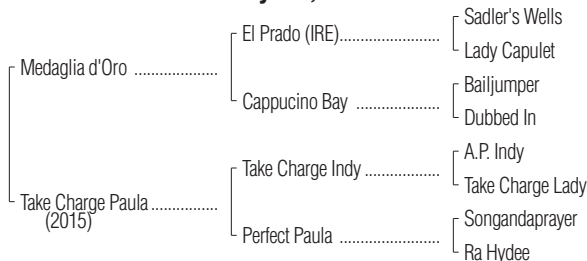 Sadler's Wells
El Prado (IRE)....................
Lady Capulet
Medaglia d'Oro ..................
Bailjumper
Cappucino Bay ..................
Dubbed In
A.P. Indy
Take Charge Indy ................
Take Charge Lady
Take Charge Paula ..............
(2015)
Songandaprayer
Perfect Paula .....................
Ra Hydee